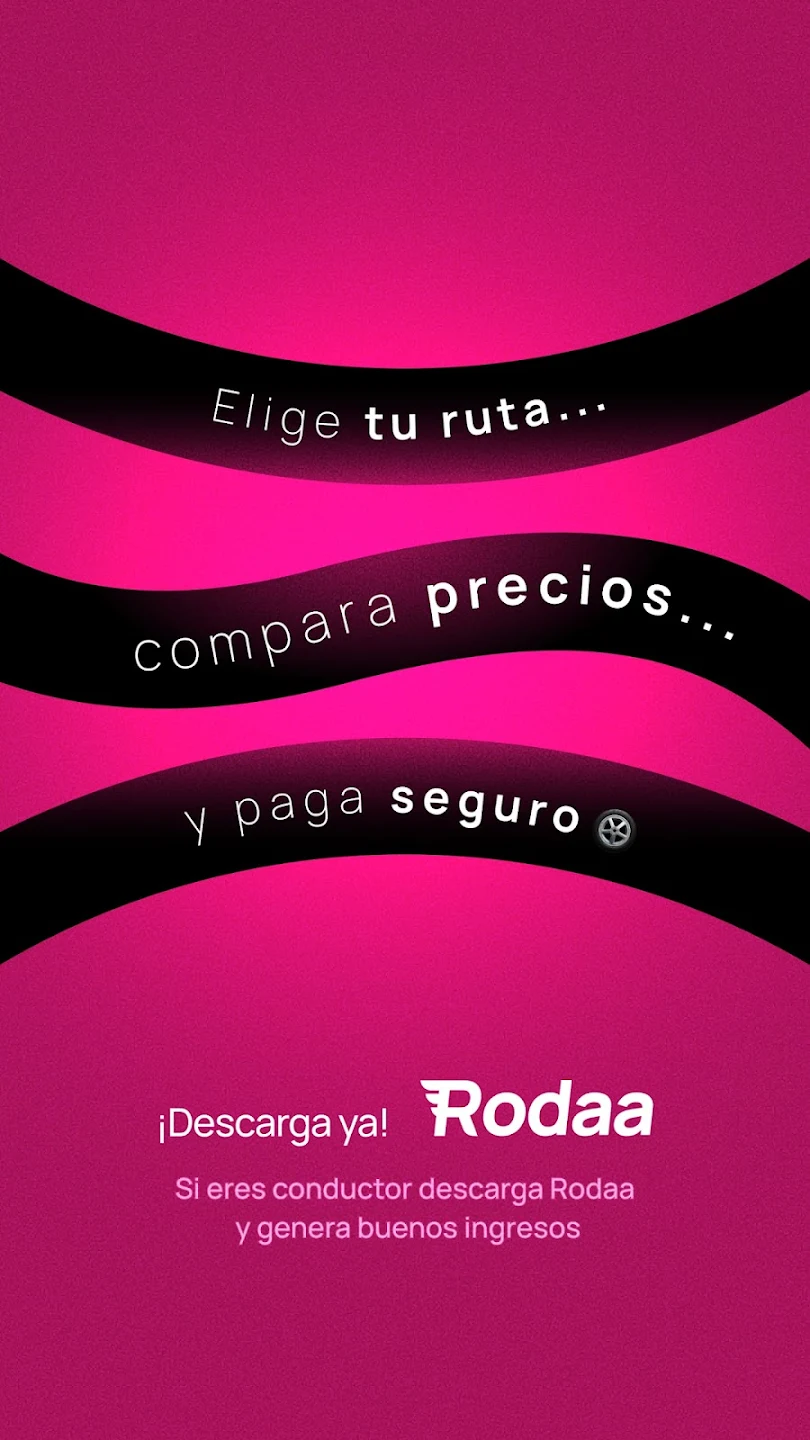 Elige tu ruta...
compara precios...
y paga seguro
¡Descarga ya! Rodaa
Si eres conductor descarga Rodaa
y genera buenos ingresos